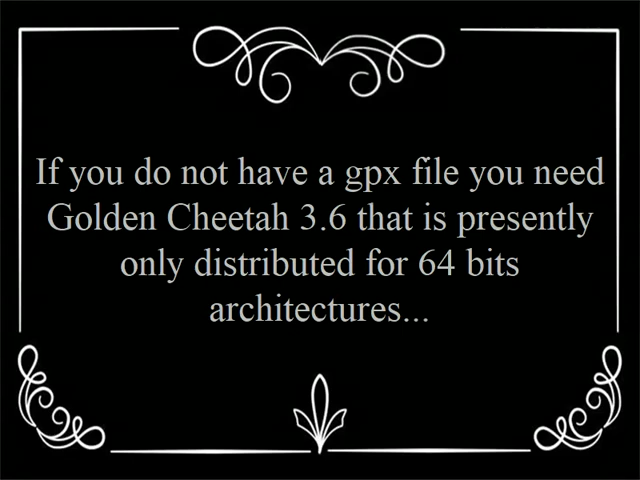 If you do not have a gpx file you need
Golden Cheetah 3.6 that is presently
only distributed for 64 bits
architectures...